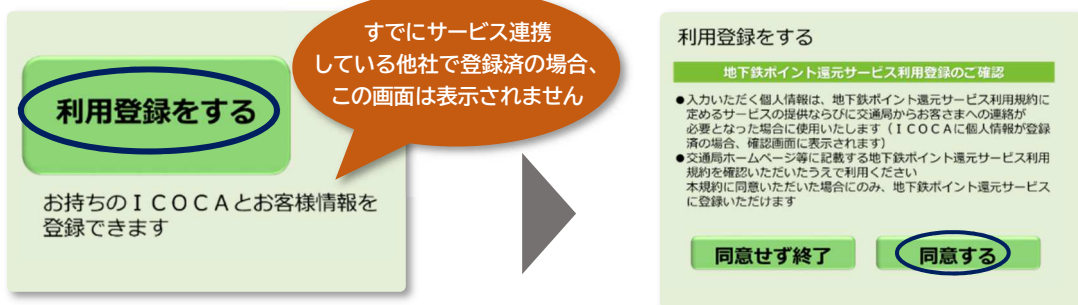 すでにサービス連携
している他社で登録済の場合、
この画面は表示されません
利用登録をする
お持ちのＩＣＯＣＡとお客様情報を
登録できます
利用登録をする
地下鉄ポイント還元サービス利用登録のご確認
●入力いただく個人情報は、地下鉄ポイント還元サービス利用規約に
定めるサービスの提供ならびに交通局からお客さまへの連絡が
必要となった場合に使用いたします（ＩＣＯＣＡに個人情報が登録
済の場合、確認画面に表示されます）
●交通局ホームページ等に記載する地下鉄ポイント還元サービス利用
規約を確認いただいたうえで利用ください
本規約に同意いただいた場合にのみ、地下鉄ポイント還元サービス
に登録いただけます
同意せず終了
同意する